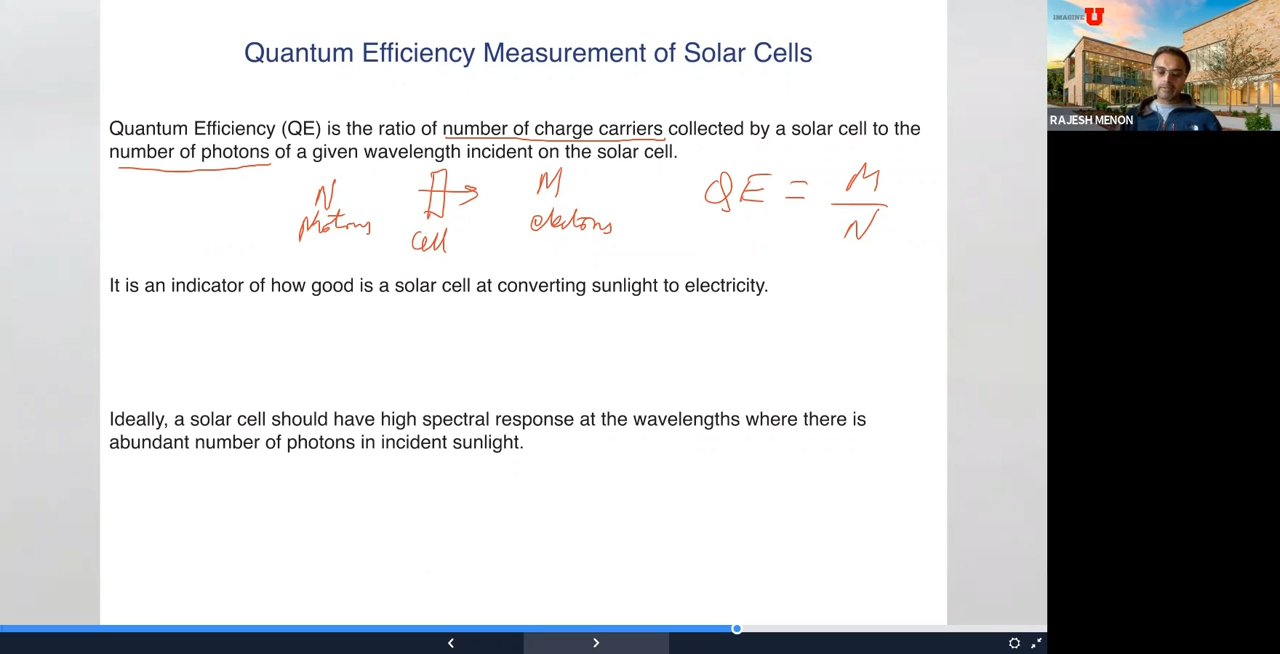 Quantum Efficiency Measurement of Solar Cells
IMAGINE U
RAJESH MENON
Quantum Efficiency (QE) is the ratio of number of charge carriers collected by a solar cell to the
number of photons of a given wavelength incident on the solar cell.
N
photons
cell
M
electons
QE = M
N
It is an indicator of how good is a solar cell at converting sunlight to electricity.
Ideally, a solar cell should have high spectral response at the wavelengths where there is
abundant number of photons in incident sunlight.